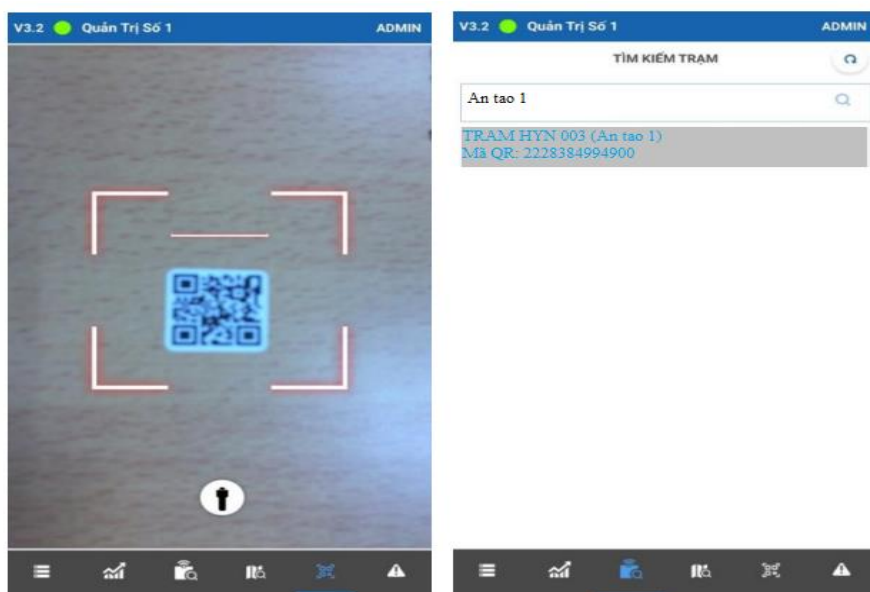 V3.2 Quản Trị Số 1 ADMIN
V3.2 Quản Trị Số 1 ADMIN
TÌM KIẾM TRẠM
An tao 1
TRAM HYN 003 (An tao 1)
Mã QR: 2228384994900